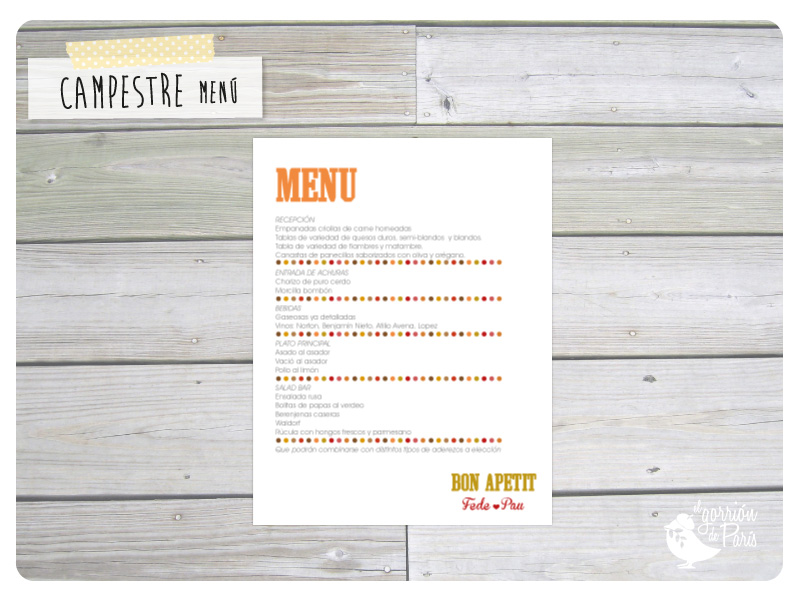 CAMPESTRE MENÚ
MENU
RECEPCIÓN
Empanadas criollas de carne horneadas
Tablas de variedad de quesos duros, semi-blandos y blandos
Tabla de variedad de fiambres y matambre.
Canastas de panecillos saborizados con oliva y orégano.
ENTRADA DE ACHURAS
Chorizo de puro cerdo
Morcilla bombón
BEBIDAS
Gaseosas ya detalladas
Vinos: Norton, Benjamin Nieto, Atilio Avena, Lopez
PLATO PRINCIPAL
Asado al asador
Vacío al asador
Pollo al limón
SALAD BAR
Ensalada rusa
Bolitas de papas al verdeo
Berenjenas caseras
Waldorf
Rúcula con hongos frescos y parmesano
Que podrán combinarse con distintos tipos de aderezos a elección
BON APETIT
Fede Pau
el gorrión de París